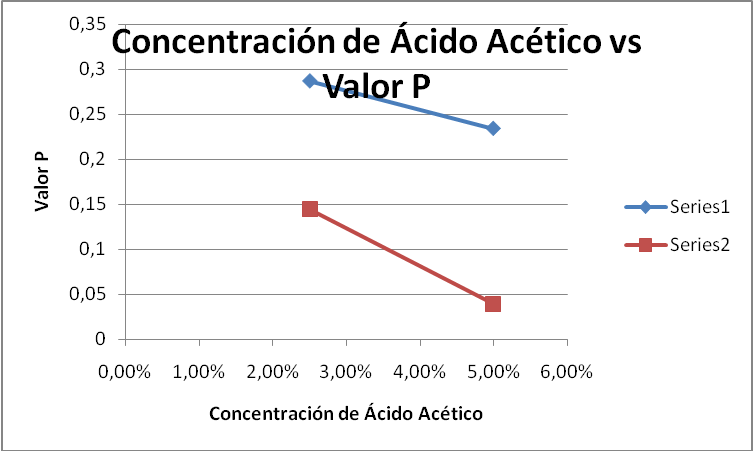 Concentración de Ácido Acético vs
Valor P
0,35
0,3
0,25
0,2
0,15
0,1
0,05
0
Valor P
0,00% 1,00% 2,00% 3,00% 4,00% 5,00% 6,00%
Concentración de Ácido Acético
Series1
Series2